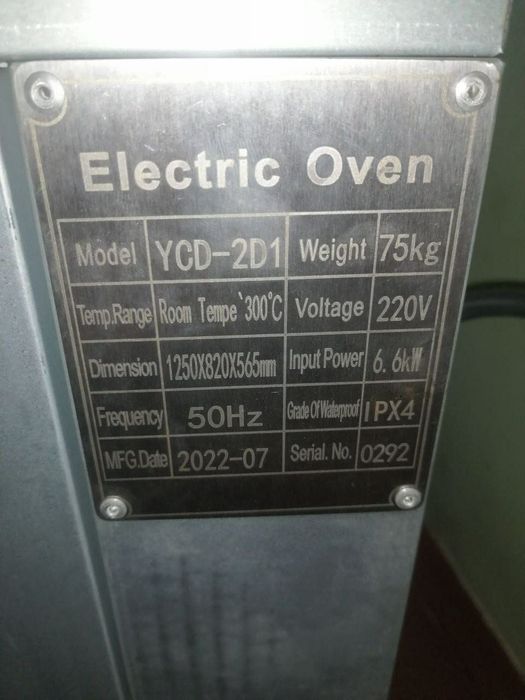 Electric Oven
Model YCD-2D1 Weight 75kg
Temp.Range Room Tempe~300℃ Voltage 220V
Dimension 1250X820X565mm Input Power 6.6kW
Frequency 50Hz Grade Of Waterproof IPX4
MFG.Date 2022-07 Serial. No. 0292